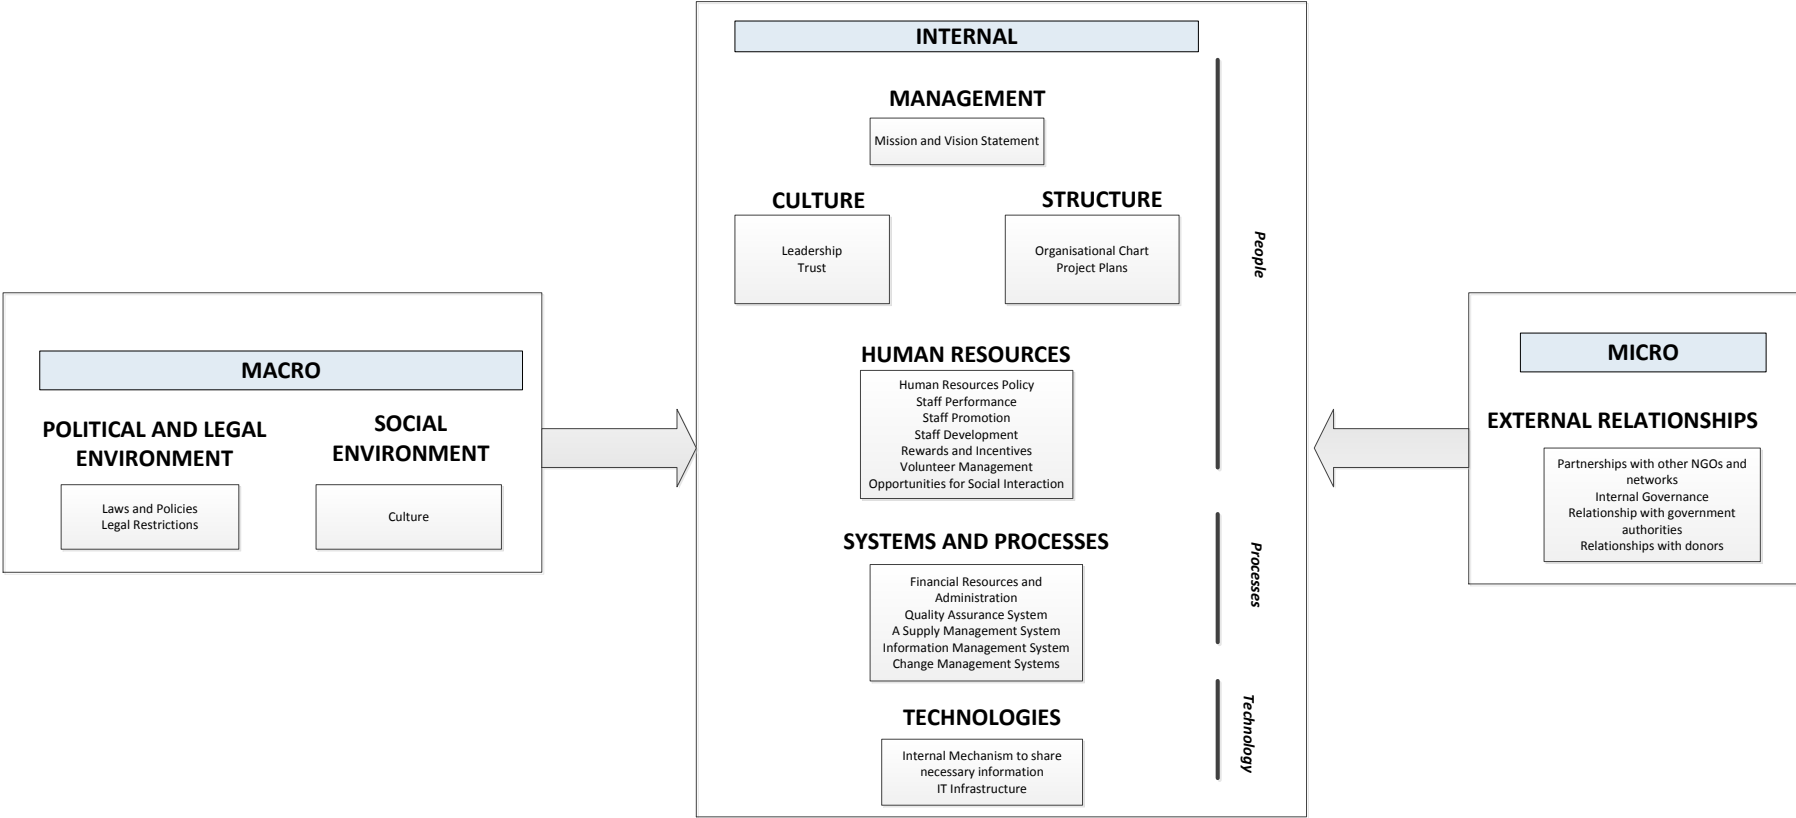 INTERNAL
MANAGEMENT
Mission and Vision Statement
CULTURE
Leadership
Trust
STRUCTURE
Organisational Chart
Project Plans
HUMAN RESOURCES
Human Resources Policy
Staff Performance
Staff Promotion
Staff Development
Rewards and Incentives
Volunteer Management
Opportunities for Social Interaction
People
SYSTEMS AND PROCESSES
Financial Resources and
Administration
Quality Assurance System
A Supply Management System
Information Management System
Change Management Systems
Processes
TECHNOLOGIES
Internal Mechanism to share
necessary information
IT Infrastructure
Technology
MACRO
POLITICAL AND LEGAL
ENVIRONMENT
Laws and Policies
Legal Restrictions
SOCIAL
ENVIRONMENT
Culture
MICRO
EXTERNAL RELATIONSHIPS
Partnerships with other NGOs and
networks
Internal Governance
Relationship with government
authorities
Relationships with donors